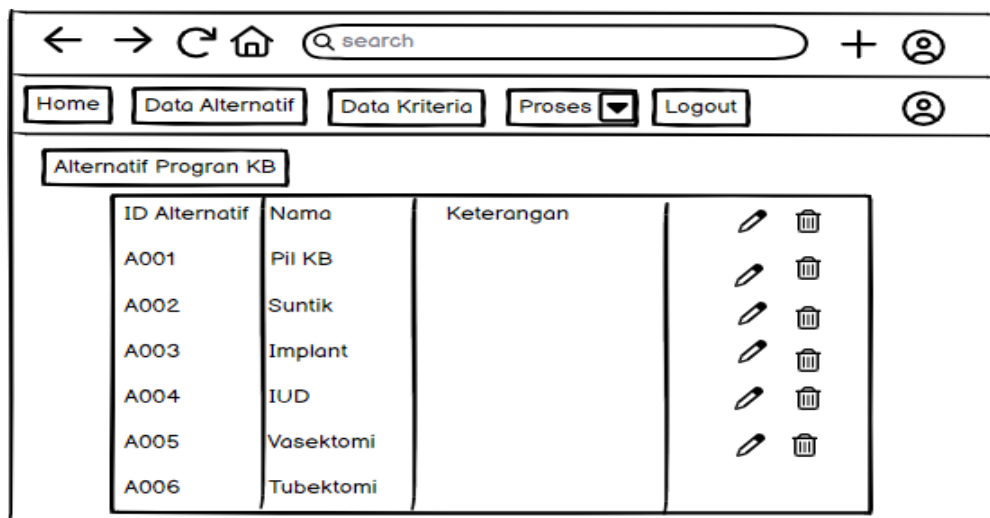 search
Home Data Alternatif Data Kriteria Proses Logout
Alternatif Progran KB
ID Alternatif Nama Keterangan
A001 Pil KB
A002 Suntik
A003 Implant
A004 IUD
A005 Vasektomi
A006 Tubektomi